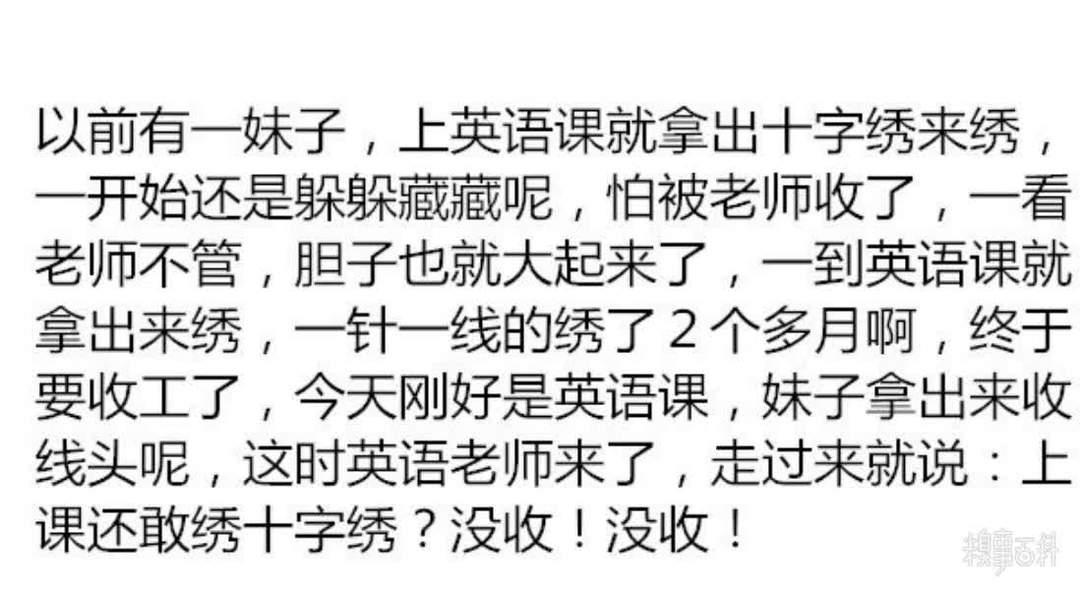 以前有一妹子，上英语课就拿出十字绣来绣，
一开始还是躲躲藏藏呢，怕被老师收了，一看
老师不管，胆子也就大起来了，一到英语课就
拿出来绣，一针一线的绣了2个多月啊，终于
要收工了，今天刚好是英语课，妹子拿出来收
线头呢，这时英语老师来了，走过来就说：上
课还敢绣十字绣？没收！没收！
糗事百科